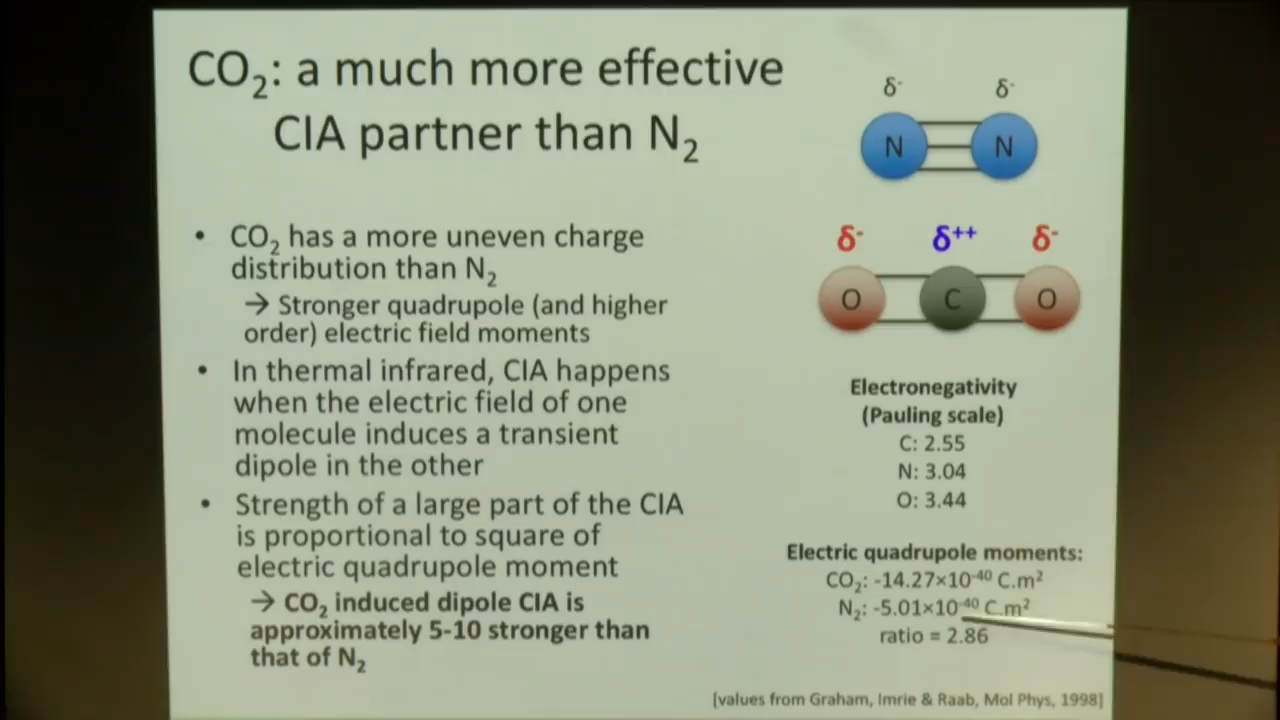 CO₂: a much more effective
CIA partner than N₂
• CO₂ has a more uneven charge
distribution than N₂
→ Stronger quadrupole (and higher
order) electric field moments
• In thermal infrared, CIA happens
when the electric field of one
molecule induces a transient
dipole in the other
• Strength of a large part of the CIA
is proportional to square of
electric quadrupole moment
→ CO₂ induced dipole CIA is
approximately 5-10 stronger than
that of N₂
δ⁻ δ⁻
N N
δ⁻ δ⁺⁺ δ⁻
O C O
Electronegativity
(Pauling scale)
C: 2.55
N: 3.04
O: 3.44
Electric quadrupole moments:
CO₂: -14.27×10⁻⁴⁰ C.m²
N₂: -5.01×10⁻⁴⁰ C.m²
ratio = 2.86
[values from Graham, Imrie & Raab, Mol Phys, 1998]